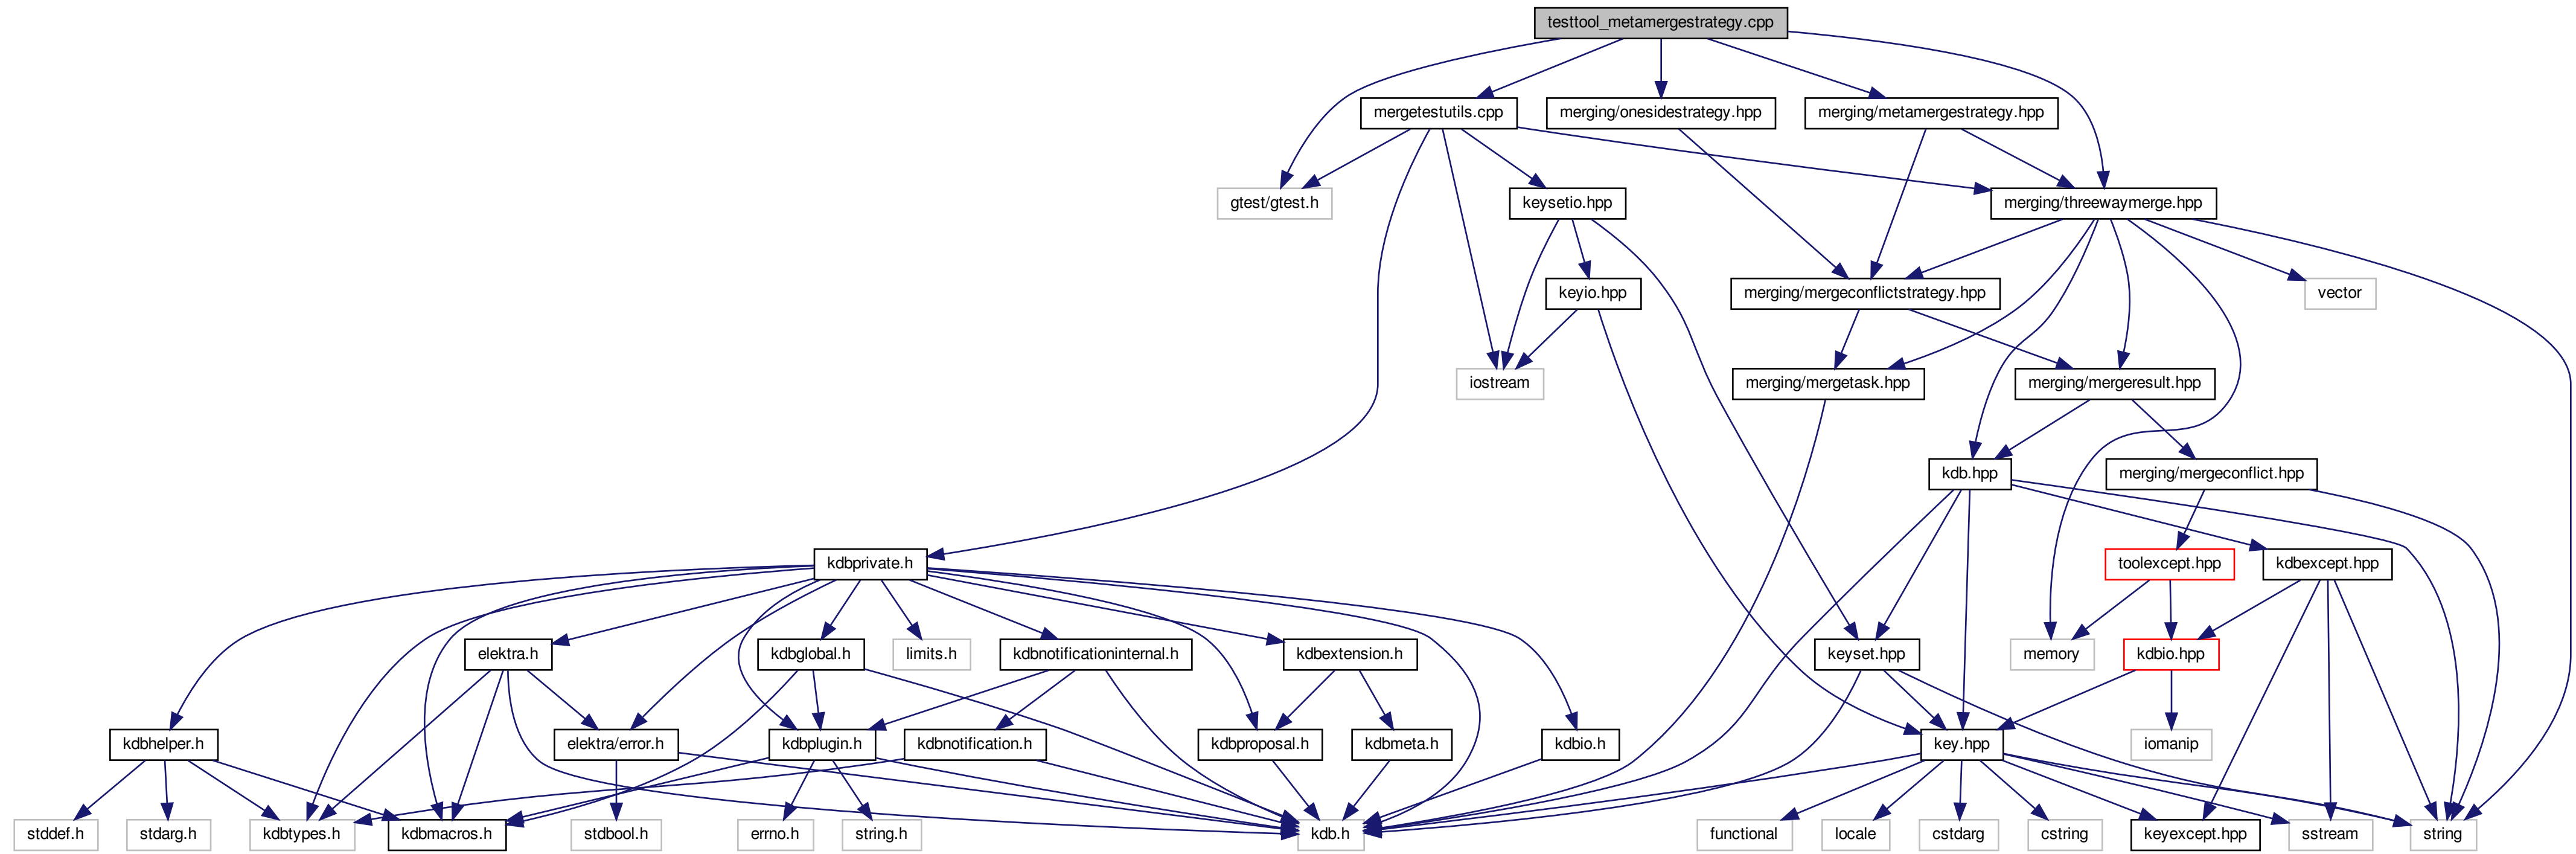 testtool_metamergestrategy.cpp
mergetestutils.cpp
merging/onesidestrategy.hpp
merging/metamergestrategy.hpp
gtest/gtest.h
keysetio.hpp
merging/threewaymerge.hpp
keyio.hpp
merging/mergeconflictstrategy.hpp
vector
iostream
merging/mergetask.hpp
merging/mergeresult.hpp
kdb.hpp
merging/mergeconflict.hpp
kdbprivate.h
toolexcept.hpp
kdbexcept.hpp
elektra.h
kdbglobal.h
limits.h
kdbnotificationinternal.h
kdbextension.h
keyset.hpp
memory
kdbio.hpp
kdbhelper.h
elektra/error.h
kdbplugin.h
kdbnotification.h
kdbproposal.h
kdbmeta.h
kdbio.h
key.hpp
iomanip
stddef.h
stdarg.h
kdbtypes.h
kdbmacros.h
stdbool.h
errno.h
string.h
kdb.h
functional
locale
cstdarg
cstring
keyexcept.hpp
sstream
string